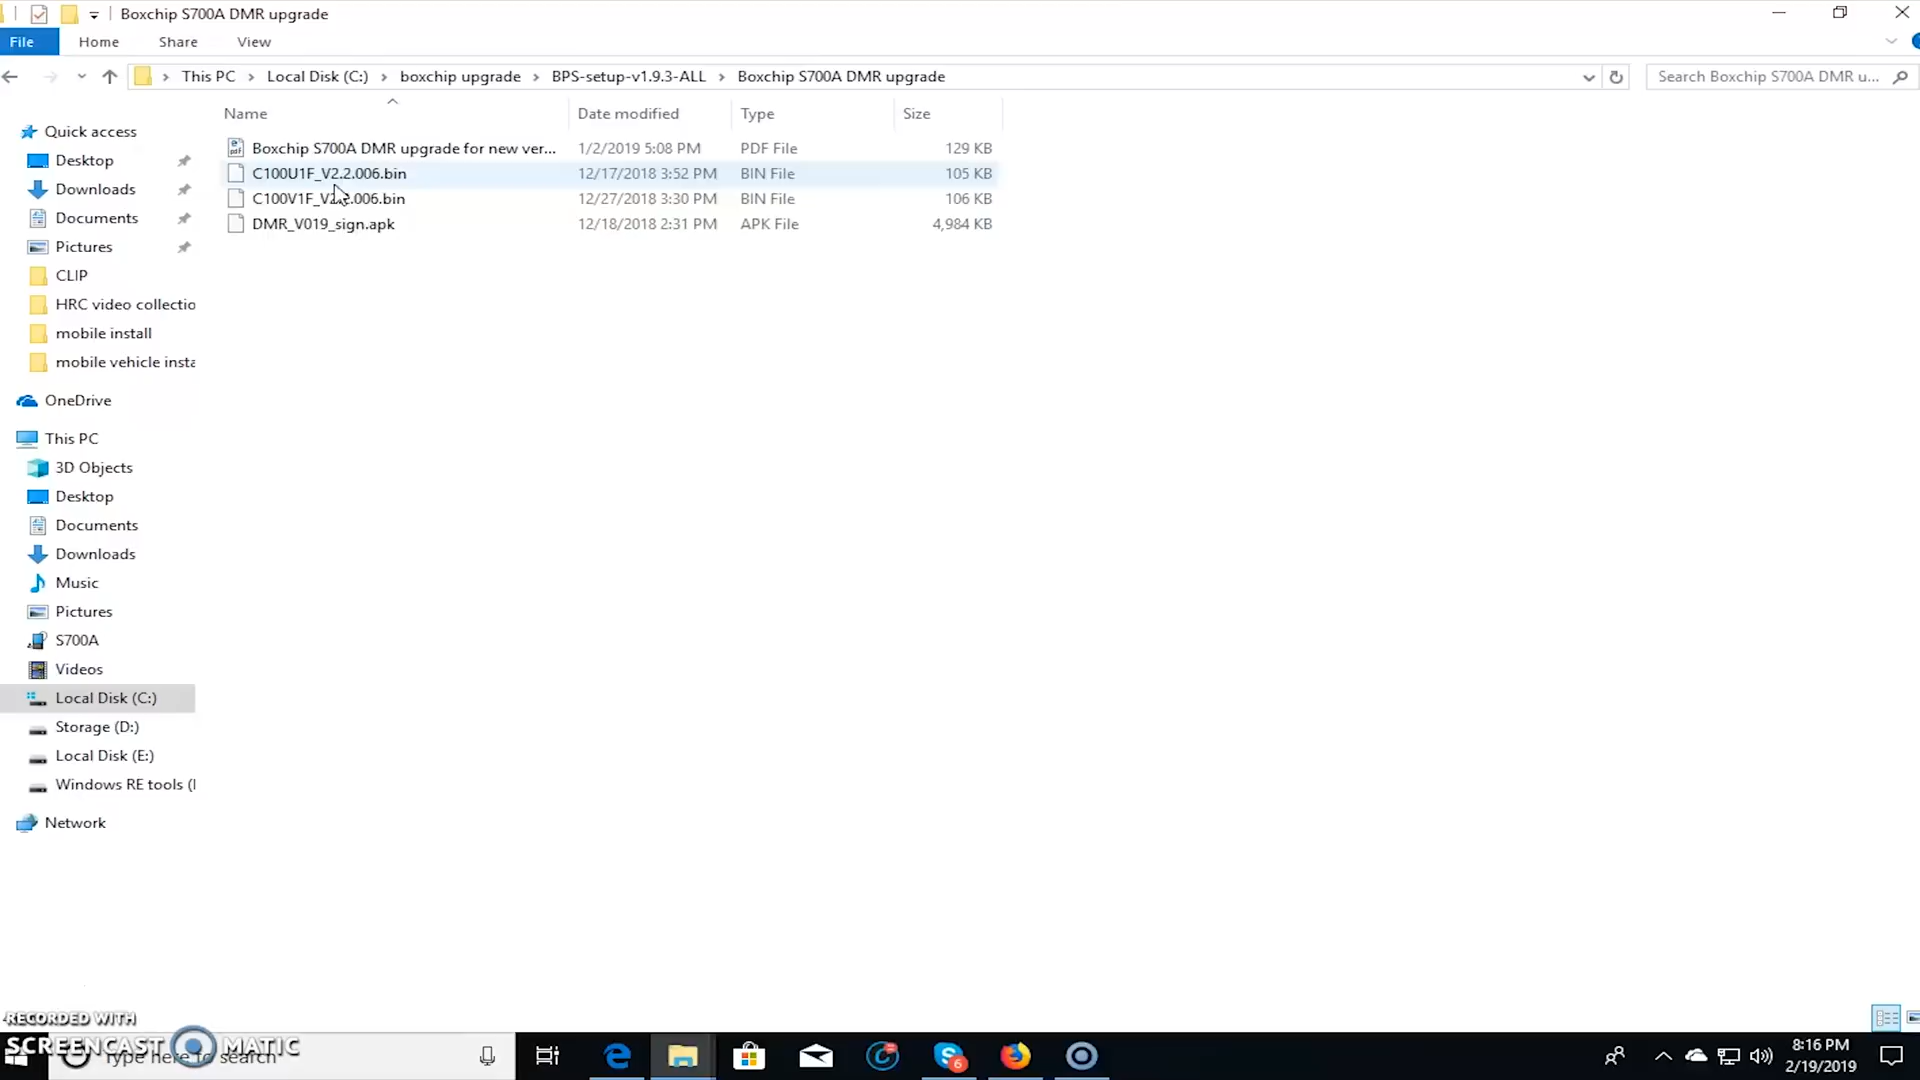 Boxchip S700A DMR upgrade
File Home Share View
This PC Local Disk (C:) boxchip upgrade BPS-setup-v1.9.3-ALL Boxchip S700A DMR upgrade
Search Boxchip S700A DMR u...
Name Date modified Type Size
Boxchip S700A DMR upgrade for new ver... 1/2/2019 5:08 PM PDF File 129 KB
C100U1F_V2.2.006.bin 12/17/2018 3:52 PM BIN File 105 KB
C100V1F_V2.2.006.bin 12/27/2018 3:30 PM BIN File 106 KB
DMR_V019_sign.apk 12/18/2018 2:31 PM APK File 4,984 KB
Quick access
Desktop
Downloads
Documents
Pictures
CLIP
HRC video collectio
mobile install
mobile vehicle insta
OneDrive
This PC
3D Objects
Desktop
Documents
Downloads
Music
Pictures
S700A
Videos
Local Disk (C:)
Storage (D:)
Local Disk (E:)
Windows RE tools (
Network
RECORDED WITH
SCREENCAST MATIC
Type here to search
6
8:16 PM
2/19/2019